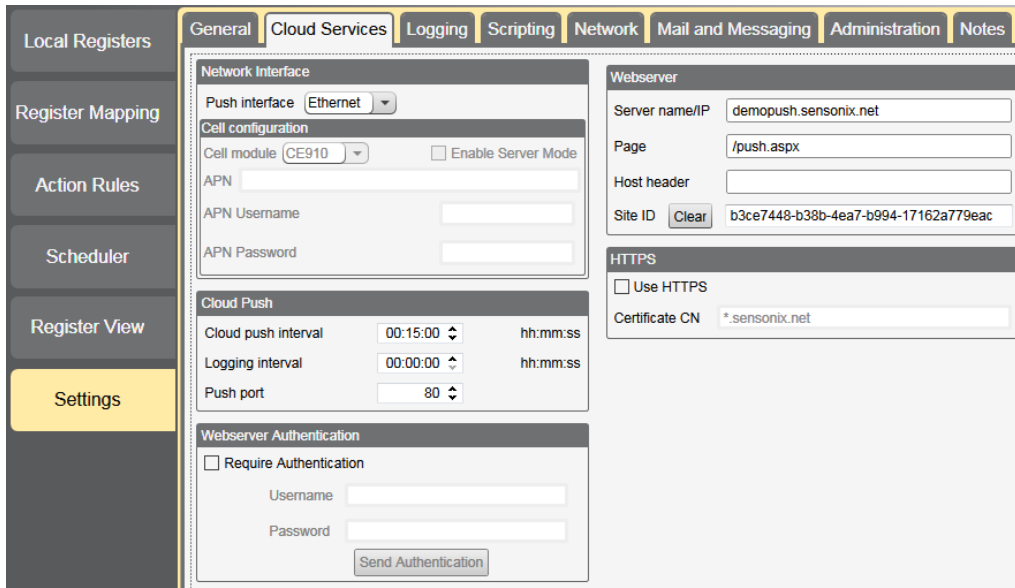 Local Registers
Register Mapping
Action Rules
Scheduler
Register View
Settings
General Cloud Services Logging Scripting Network Mail and Messaging Administration Notes
Network Interface
Push interface Ethernet
Cell configuration
Cell module CE910 Enable Server Mode
APN
APN Username
APN Password
Cloud Push
Cloud push interval 00:15:00 hh:mm:ss
Logging interval 00:00:00 hh:mm:ss
Push port 80
Webserver Authentication
Require Authentication
Username
Password
Send Authentication
Webserver
Server name/IP demopush.sensonix.net
Page /push.aspx
Host header
Site ID Clear b3ce7448-b38b-4ea7-b994-17162a779eac
HTTPS
Use HTTPS
Certificate CN *.sensonix.net